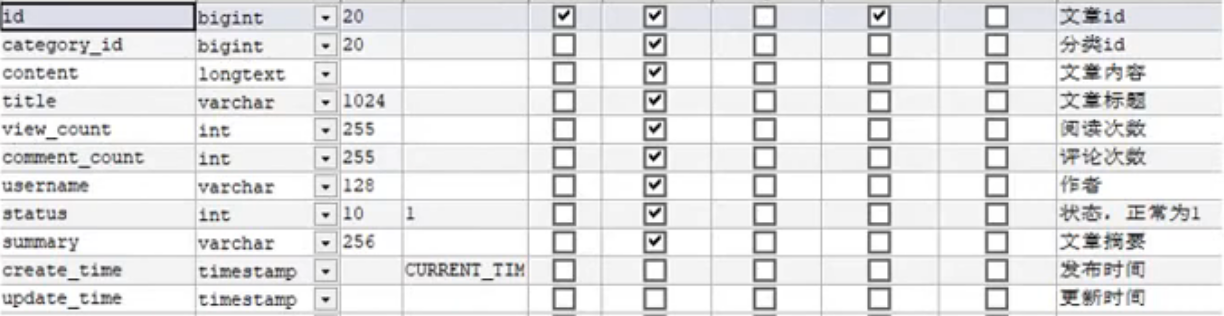 id bigint 20 文章id
category_id bigint 20 分类id
content longtext 文章内容
title varchar 1024 文章标题
view_count int 255 阅读次数
comment_count int 255 评论次数
username varchar 128 作者
status int 10 1 状态，正常为1
summary varchar 256 文章摘要
create_time timestamp CURRENT_TIM 发布时间
update_time timestamp 更新时间